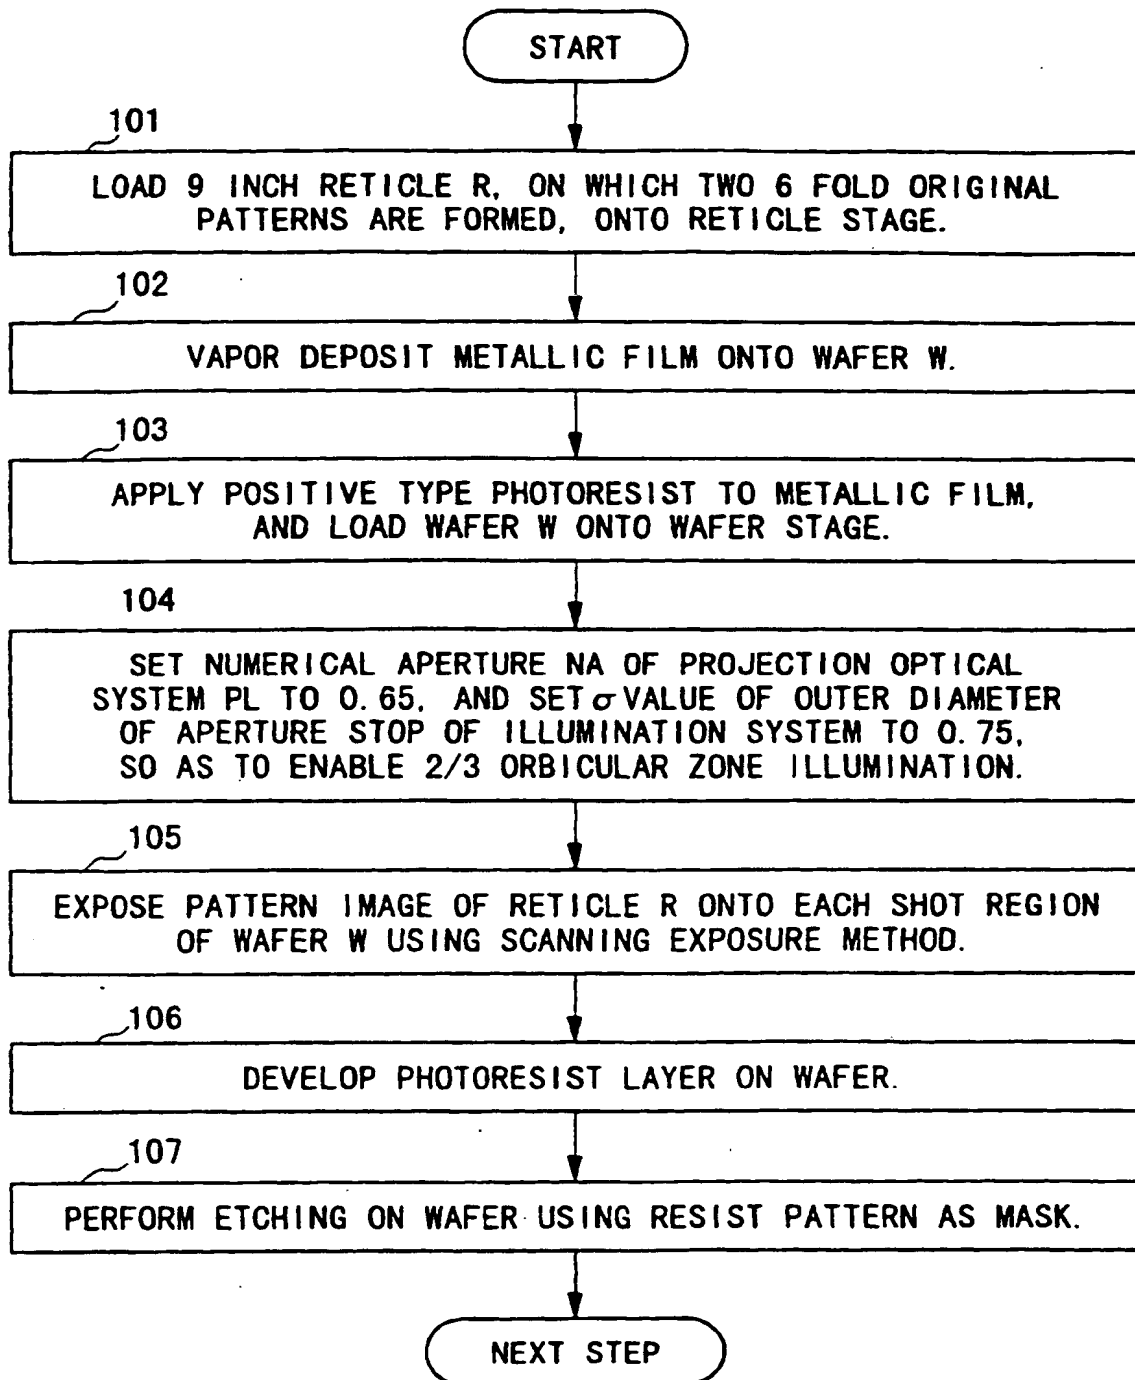 START
101
LOAD 9 INCH RETICLE R, ON WHICH TWO 6 FOLD ORIGINAL
PATTERNS ARE FORMED, ONTO RETICLE STAGE.
102
VAPOR DEPOSIT METALLIC FILM ONTO WAFER W.
103
APPLY POSITIVE TYPE PHOTORESIST TO METALLIC FILM,
AND LOAD WAFER W ONTO WAFER STAGE.
104
SET NUMERICAL APERTURE NA OF PROJECTION OPTICAL
SYSTEM PL TO 0.65, AND SET σ VALUE OF OUTER DIAMETER
OF APERTURE STOP OF ILLUMINATION SYSTEM TO 0.75,
SO AS TO ENABLE 2/3 ORBICULAR ZONE ILLUMINATION.
105
EXPOSE PATTERN IMAGE OF RETICLE R ONTO EACH SHOT REGION
OF WAFER W USING SCANNING EXPOSURE METHOD.
106
DEVELOP PHOTORESIST LAYER ON WAFER.
107
PERFORM ETCHING ON WAFER USING RESIST PATTERN AS MASK.
NEXT STEP